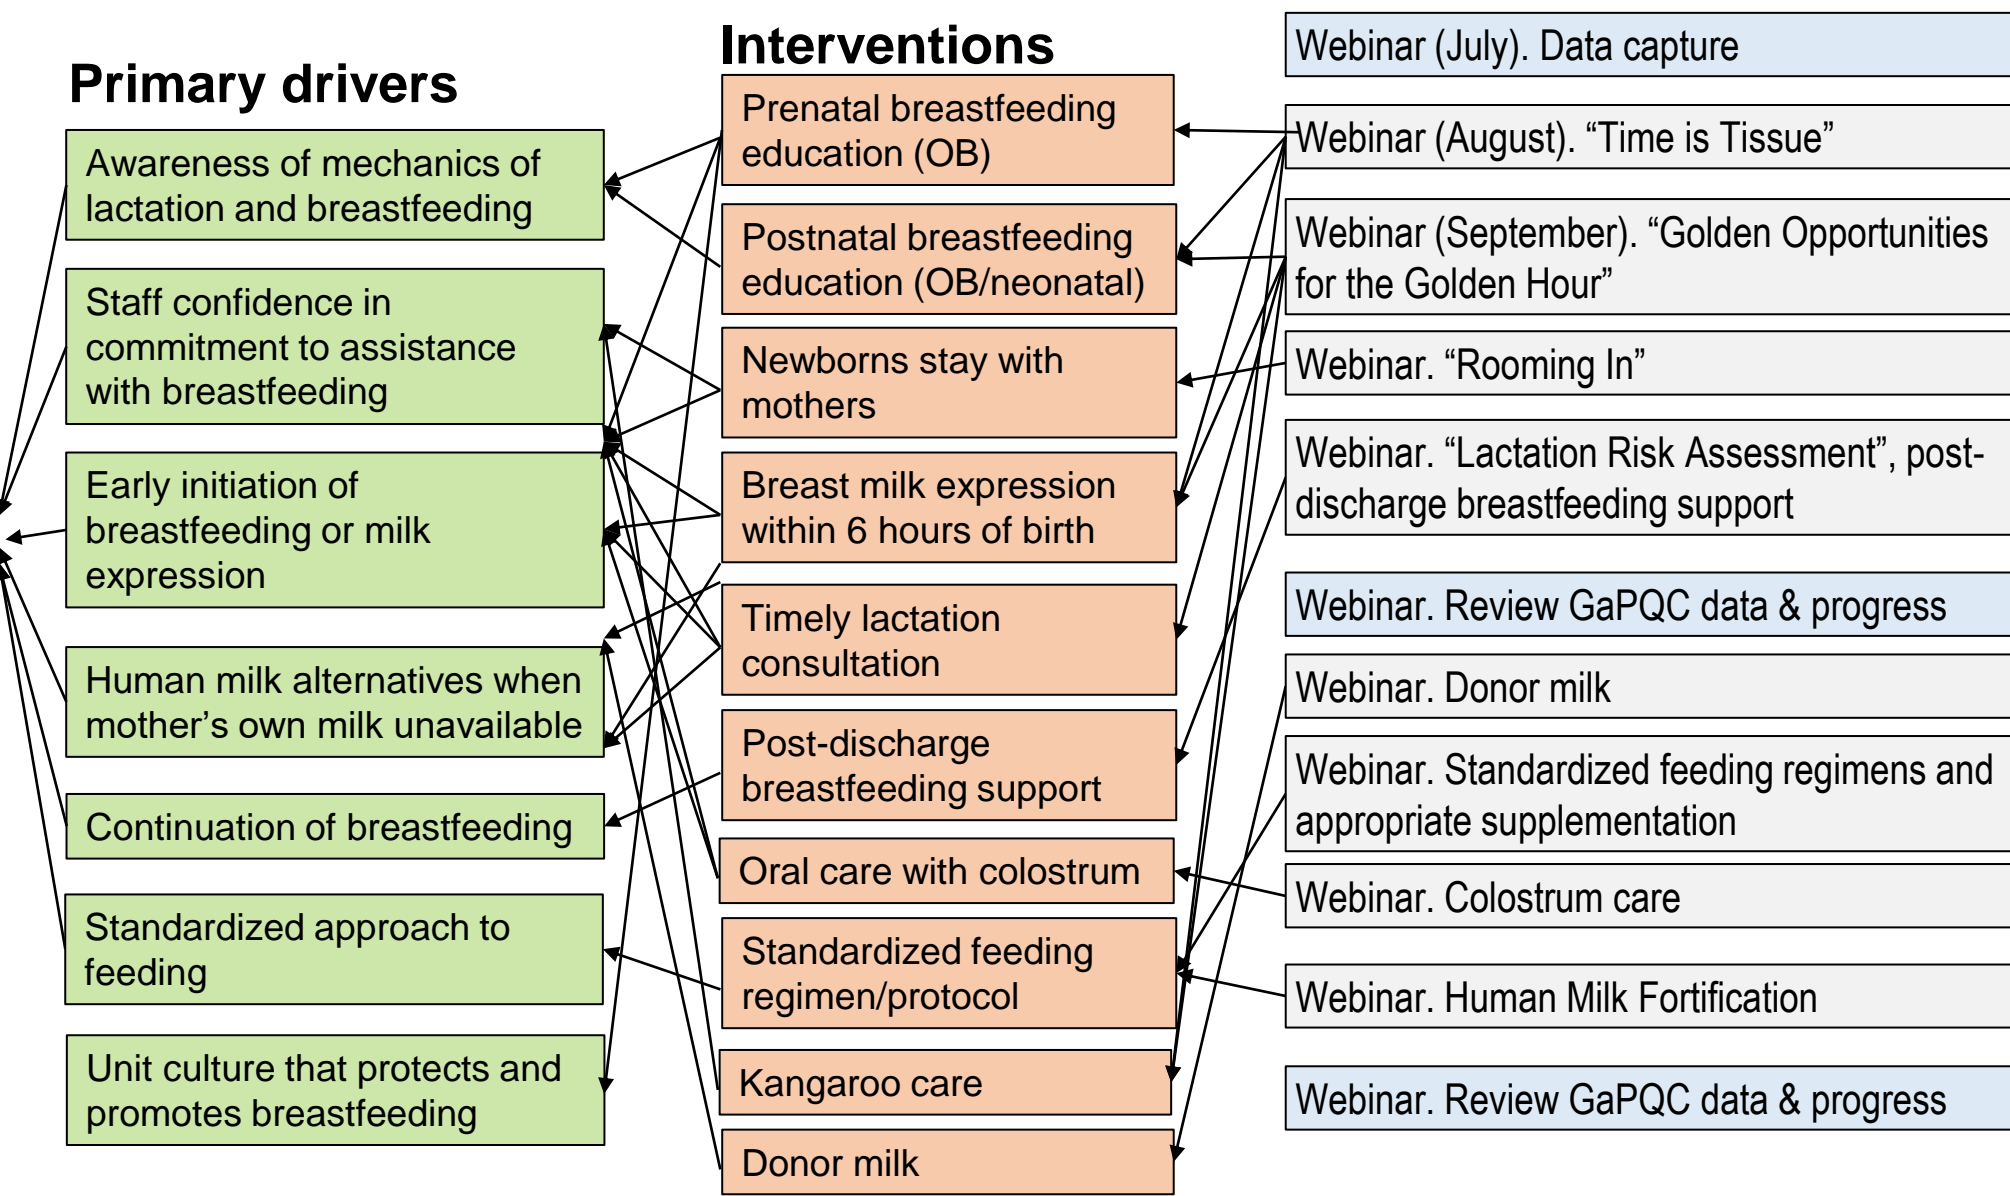 Primary drivers
Awareness of mechanics of
lactation and breastfeeding
Staff confidence in
commitment to assistance
with breastfeeding
Early initiation of
breastfeeding or milk
expression
Human milk alternatives when
mother’s own milk unavailable
Continuation of breastfeeding
Standardized approach to
feeding
Unit culture that protects and
promotes breastfeeding
Interventions
Prenatal breastfeeding
education (OB)
Postnatal breastfeeding
education (OB/neonatal)
Newborns stay with
mothers
Breast milk expression
within 6 hours of birth
Timely lactation
consultation
Post-discharge
breastfeeding support
Oral care with colostrum
Standardized feeding
regimen/protocol
Kangaroo care
Donor milk
Webinar (July). Data capture
Webinar (August). “Time is Tissue”
Webinar (September). “Golden Opportunities
for the Golden Hour”
Webinar. “Rooming In”
Webinar. “Lactation Risk Assessment”, post-
discharge breastfeeding support
Webinar. Review GaPQC data & progress
Webinar. Donor milk
Webinar. Standardized feeding regimens and
appropriate supplementation
Webinar. Colostrum care
Webinar. Human Milk Fortification
Webinar. Review GaPQC data & progress